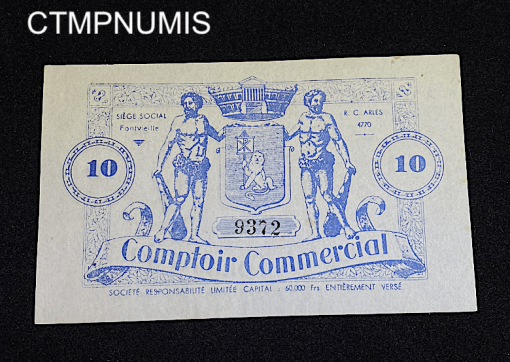 CTMPNUMIS
SIÈGE SOCIAL
Fontvieille
R. C. ARLES
4770
10
10
9372
Comptoir Commercial
SOCIÉTÉ RESPONSABILITÉ LIMITÉE CAPITAL : 60.000 Frs ENTIÈREMENT VERSÉ